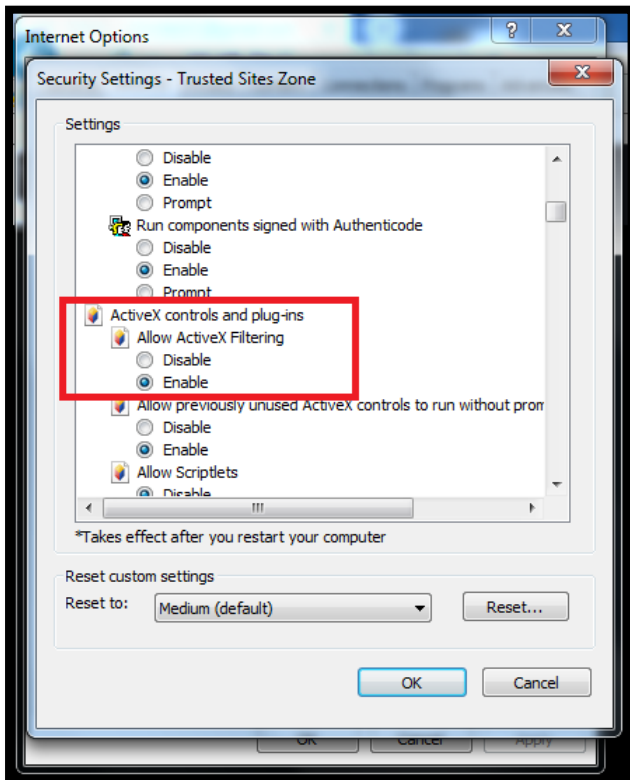 Internet Options
Security Settings - Trusted Sites Zone
Settings
Disable
Enable
Prompt
Run components signed with Authenticode
Disable
Enable
Prompt
ActiveX controls and plug-ins
Allow ActiveX Filtering
Disable
Enable
Allow previously unused ActiveX controls to run without prom
Disable
Enable
Allow Scriptlets
Disable
*Takes effect after you restart your computer
Reset custom settings
Reset to: Medium (default) Reset...
OK Cancel
OK Cancel Apply